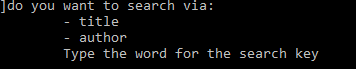 ]do you want to search via:
- title
- author
Type the word for the search key